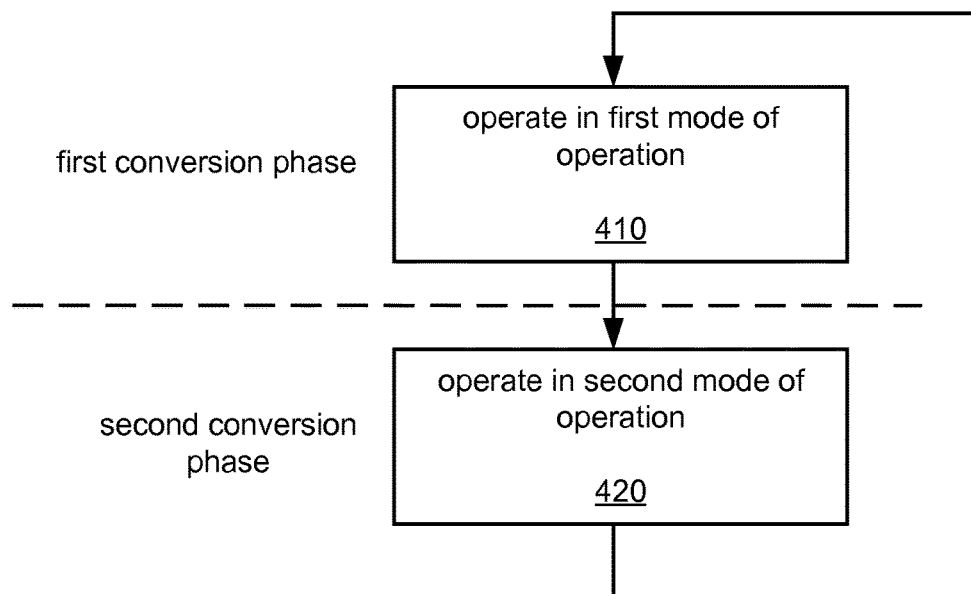 operate in first mode of
operation
first conversion phase
410
operate in second mode of
operation
second conversion
phase
420